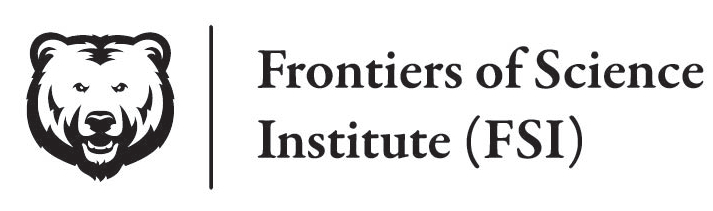 Frontiers of Science
Institute (FSI)